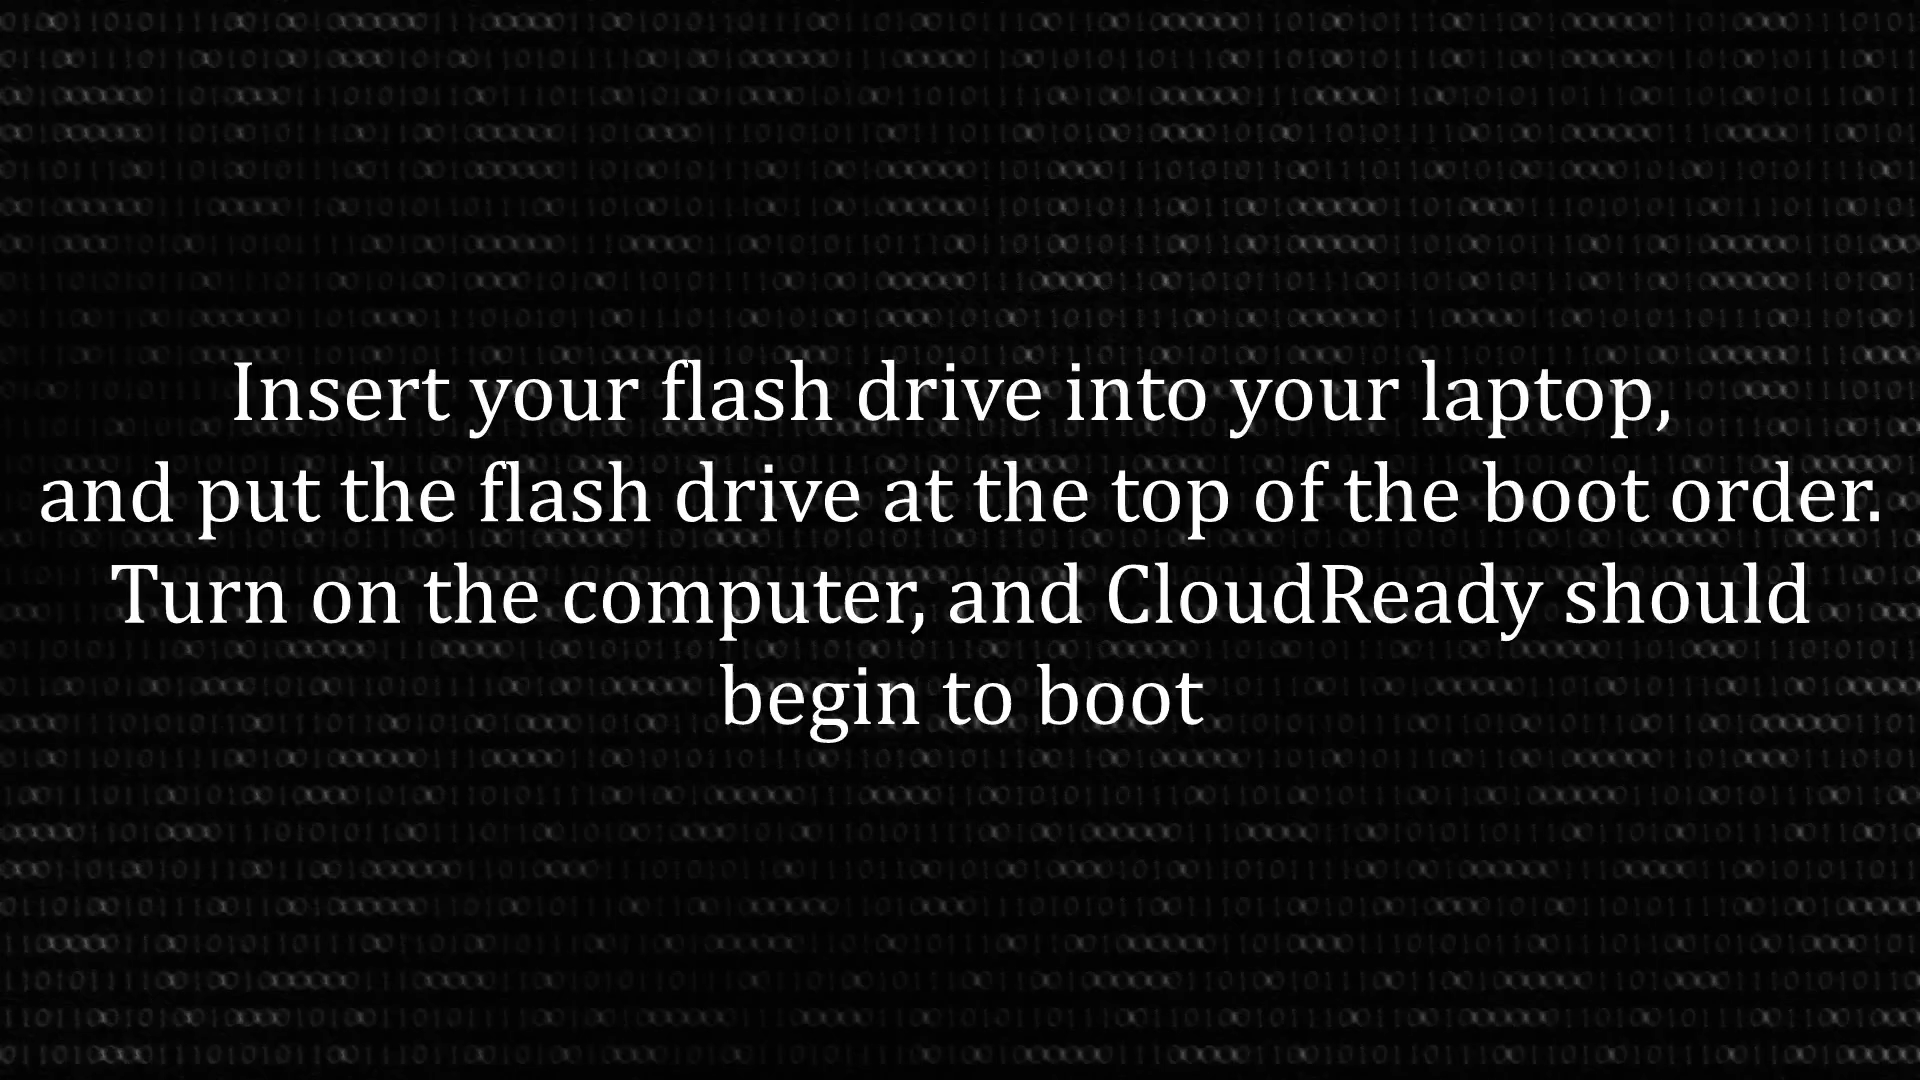 Insert your flash drive into your laptop,
and put the flash drive at the top of the boot order.
Turn on the computer, and CloudReady should
begin to boot